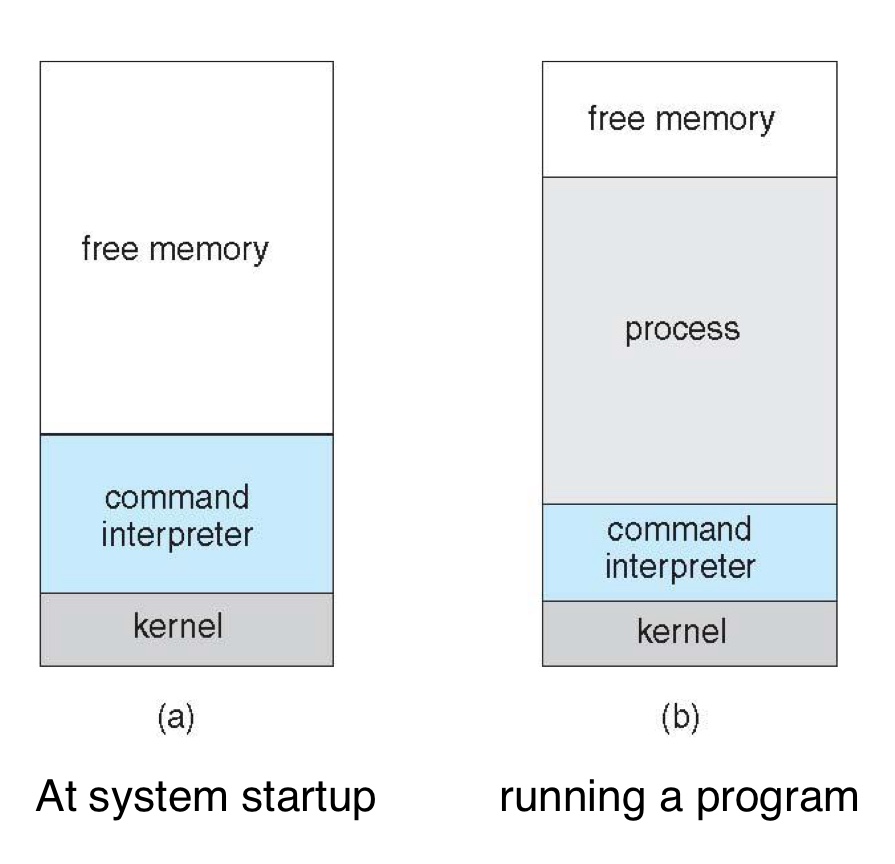 free memory
command
interpreter
kernel
(a)
At system startup
free memory
process
command
interpreter
kernel
(b)
running a program